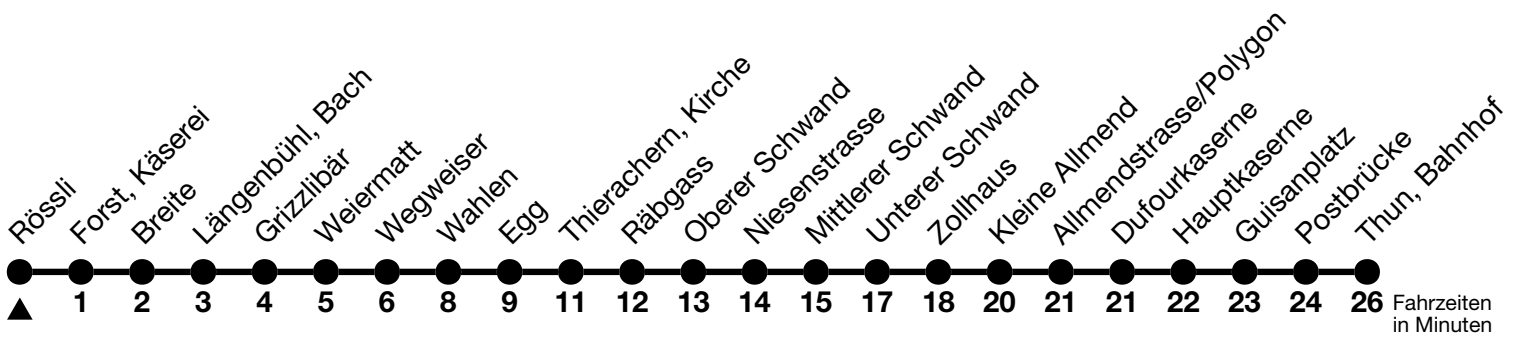 Rössli
Forst, Käserei
Breite
Längenbühl, Bach
Grizzlibär
Weiermatt
Wegweiser
Wahlen
Egg
Thierachern, Kirche
Räbgass
Oberer Schwand
Niesenstrasse
Mittlerer Schwand
Unterer Schwand
Zollhaus
Kleine Allmend
Allmendstrasse/Polygon
Dufourkaserne
Hauptkaserne
Guisanplatz
Postbrücke
Thun, Bahnhof
1 2 3 4 5 6 8 9 11 12 13 14 15 17 18 20 21 21 22 23 24 26 Fahrzeiten
in Minuten